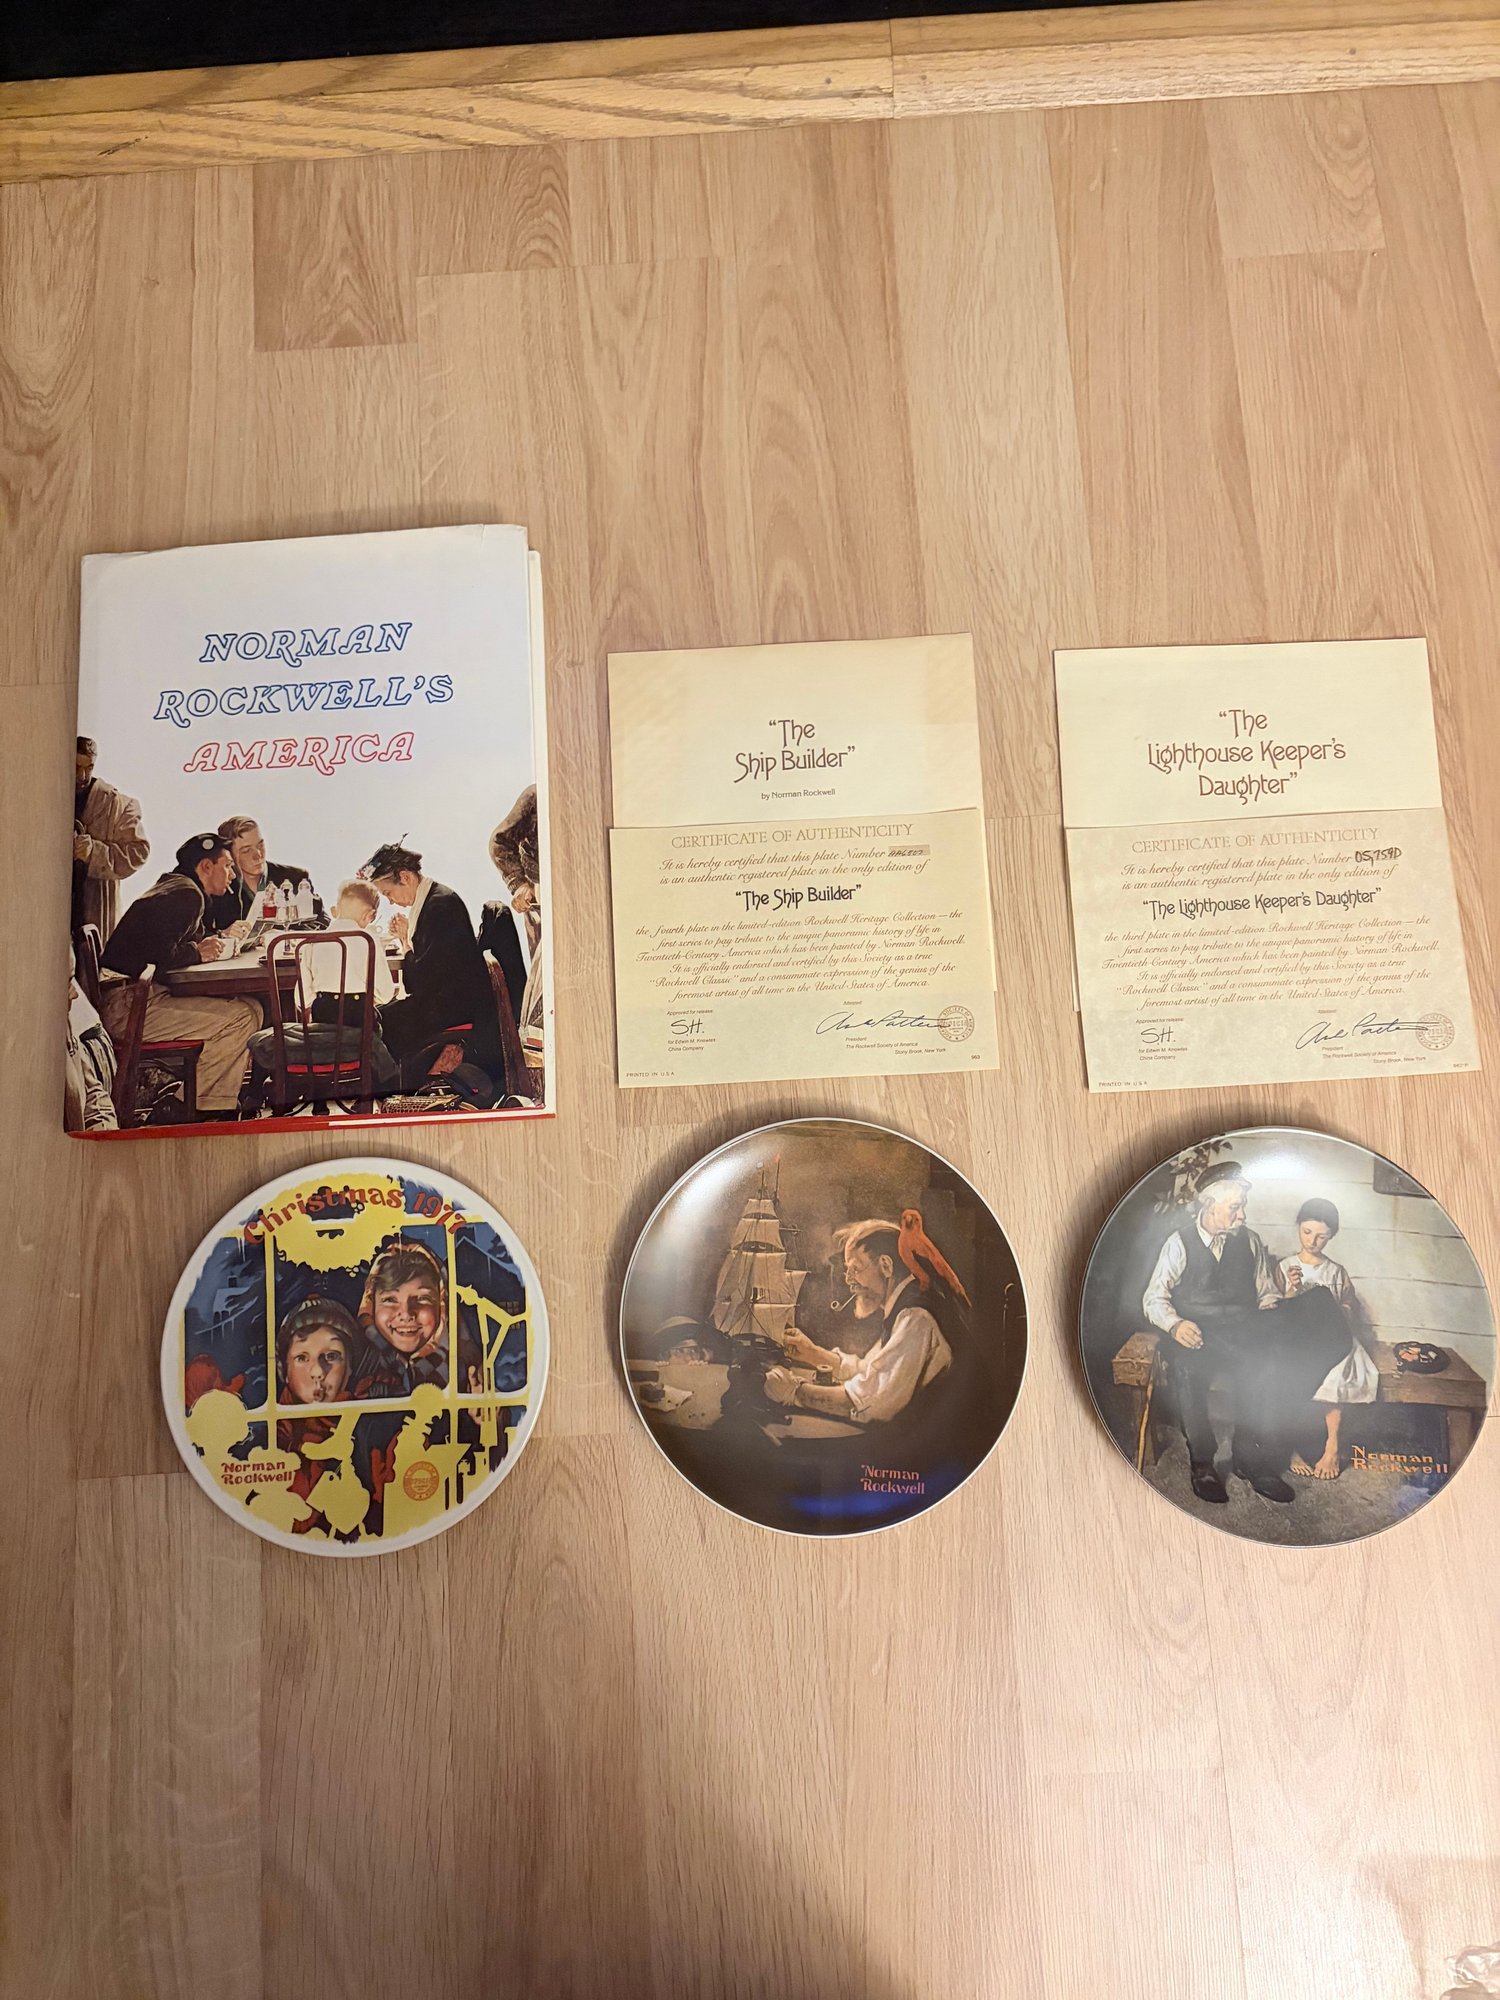 NORMAN
ROCKWELL'S
AMERICA
"The
Ship Builder"
by Norman Rockwell
CERTIFICATE OF AUTHENTICITY
It is hereby certified that this plate Number
is an authentic registered plate in the only edition of
"The Ship Builder"
the fourth plate in the limited-edition Rockwell Heritage Collection — the
first series to pay tribute to the unique panoramic history of life in
Twentieth-Century America which has been painted by Norman Rockwell.
It is officially endorsed and certified by this Society as a true
"Rockwell Classic" and a consummate expression of the genius of the
foremost artist of all time in the United States of America.
Approved for release:
SH.
for Edwin M. Knowles
China Company
Attested:
President
The Rockwell Society of America
Stony Brook, New York
PRINTED IN U.S.A.
963
"The
Lighthouse Keeper's
Daughter"
CERTIFICATE OF AUTHENTICITY
It is hereby certified that this plate Number
is an authentic registered plate in the only edition of
"The Lighthouse Keeper's Daughter"
the third plate in the limited-edition Rockwell Heritage Collection — the
first series to pay tribute to the unique panoramic history of life in
Twentieth-Century America which has been painted by Norman Rockwell.
It is officially endorsed and certified by this Society as a true
"Rockwell Classic" and a consummate expression of the genius of the
foremost artist of all time in the United States of America.
Approved for release:
SH.
for Edwin M. Knowles
China Company
Attested:
President
The Rockwell Society of America
Stony Brook, New York
PRINTED IN U.S.A.
Christmas 1977
Norman
Rockwell
Norman
Rockwell
Norman
Rockwell